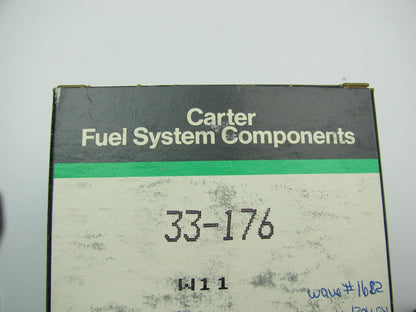 Carter
Fuel System Components
33-176
W11
wave# 1682